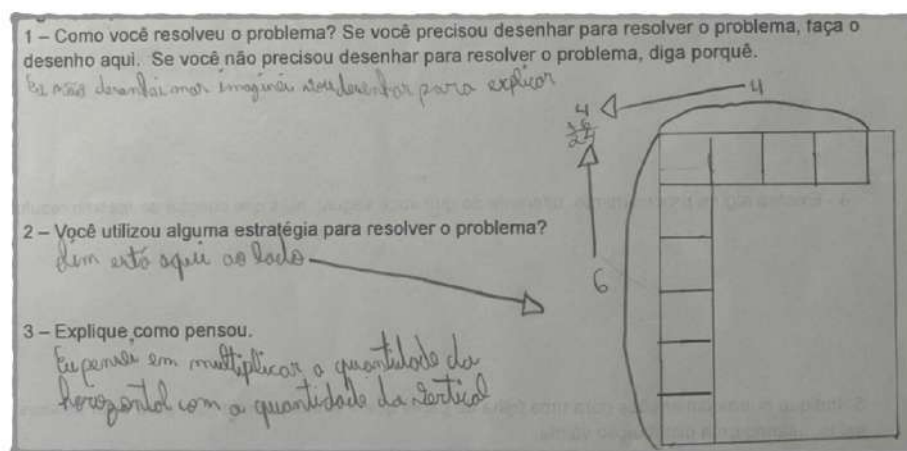 1 – Como você resolveu o problema? Se você precisou desenhar para resolver o problema, faça o
desenho aqui. Se você não precisou desenhar para resolver o problema, diga porquê.
Eu não desenhei mas imaginei vou desenhar para explicar
4
4
x6
24
2 – Você utilizou alguma estratégia para resolver o problema?
Sim está aqui ao lado
6
3 – Explique como pensou.
Eu pensei em multiplicar a quantidade da
horozontal com a quantidade da vertical